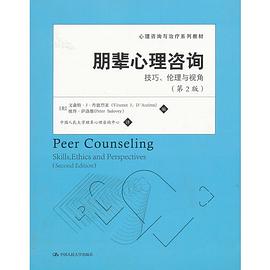 心理咨询与治疗系列教材
朋辈心理咨询
技巧、伦理与视角
(第2版)
[美] 文森特·J·丹德烈亚 (Vincent J. D'Andrea)
彼得·萨洛维 (Peter Salovey) 著
中国人民大学朋辈心理咨询中心 译
Peer Counseling
Skills,Ethics and Perspectives
(Second Edition)
中国人民大学出版社